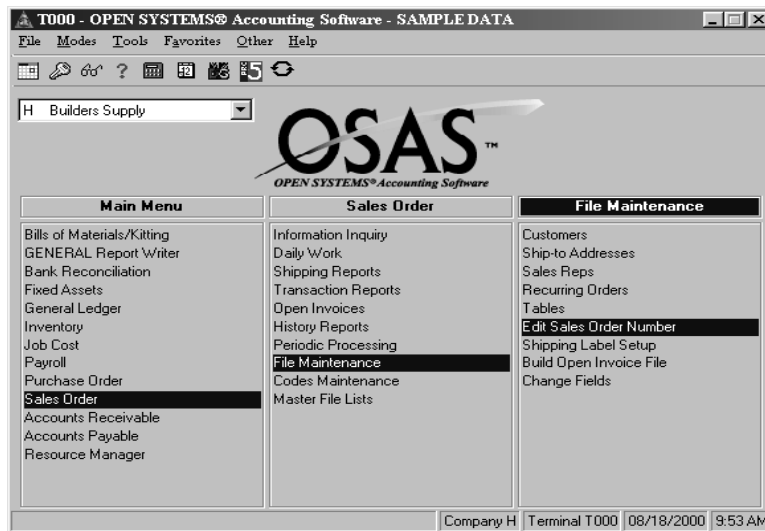 T000 - OPEN SYSTEMS® Accounting Software - SAMPLE DATA
File Modes Tools Favorites Other Help
H Builders Supply
OSAS™
OPEN SYSTEMS® Accounting Software
Main Menu
Bills of Materials/Kitting
GENERAL Report Writer
Bank Reconciliation
Fixed Assets
General Ledger
Inventory
Job Cost
Payroll
Purchase Order
Sales Order
Accounts Receivable
Accounts Payable
Resource Manager
Sales Order
Information Inquiry
Daily Work
Shipping Reports
Transaction Reports
Open Invoices
History Reports
Periodic Processing
File Maintenance
Codes Maintenance
Master File Lists
File Maintenance
Customers
Ship-to Addresses
Sales Reps
Recurring Orders
Tables
Edit Sales Order Number
Shipping Label Setup
Build Open Invoice File
Change Fields
Company H Terminal T000 08/18/2000 9:53 AM